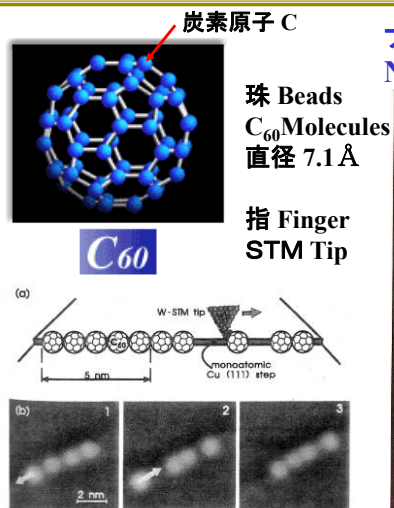 炭素原子 C
珠 Beads
C₆₀Molecules
直径 7.1Å
指 Finger
STM Tip
C₆₀
(a)
W-STM tip
C₆₀
5 nm
monoatomic
Cu (111) step
(b)
1
2
3
2 nm